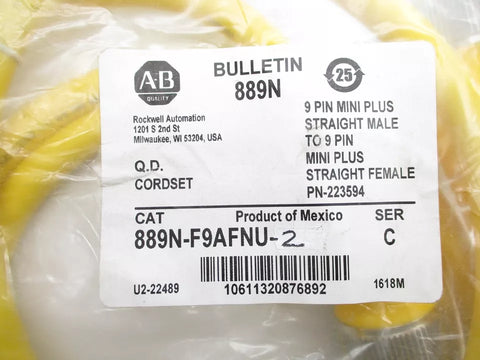 A-B
QUALITY
BULLETIN
889N
25
Rockwell Automation
1201 S 2nd St
Milwaukee, WI 53204, USA
Q.D.
CORDSET
9 PIN MINI PLUS
STRAIGHT MALE
TO 9 PIN
MINI PLUS
STRAIGHT FEMALE
PN-223594
CAT
Product of Mexico
SER
889N-F9AFNU-2
C
U2-22489
10611320876892
1618M